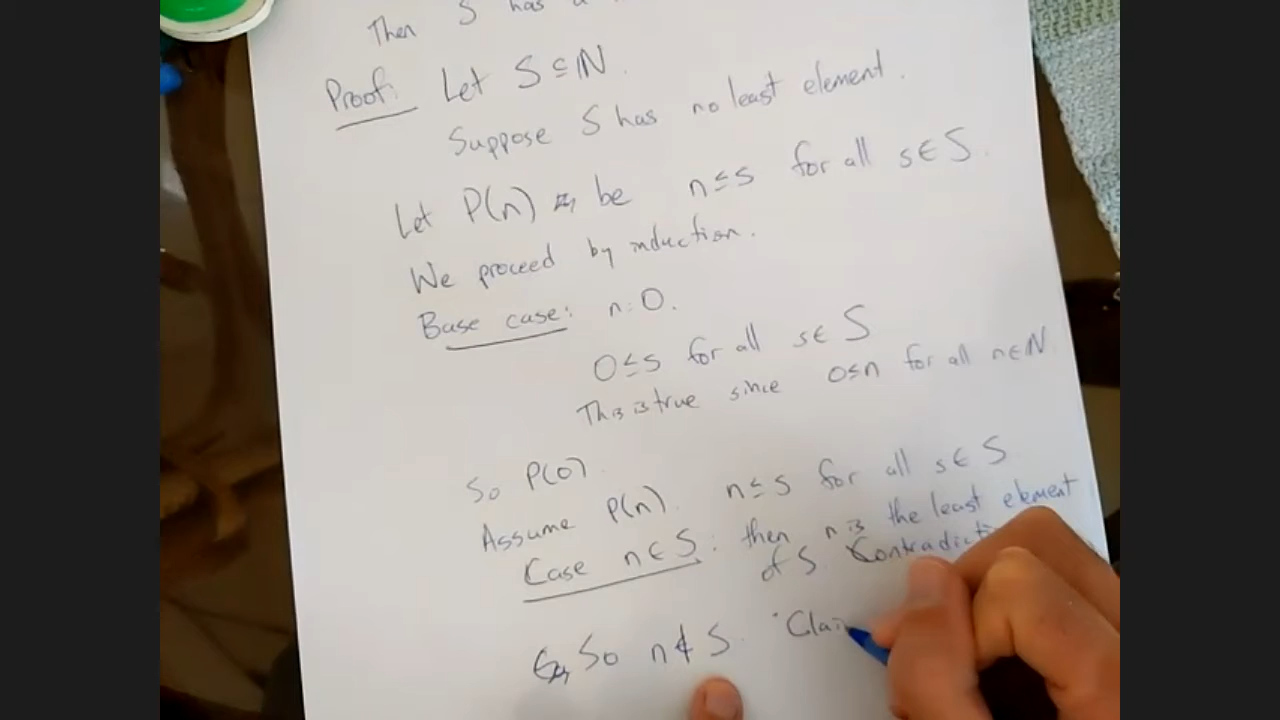 Then S has a
Proof: Let S ⊆ ℕ.
Suppose S has no least element.
Let P(n) be n ≤ s for all s ∈ S.
We proceed by induction.
Base case: n=0.
0 ≤ s for all s ∈ S
This is true since 0 ≤ n for all n ∈ ℕ
So P(0).
Assume P(n). n ≤ s for all s ∈ S
Case n ∈ S: then n is the least element
of S. Contradicti
So n ∉ S. Clai